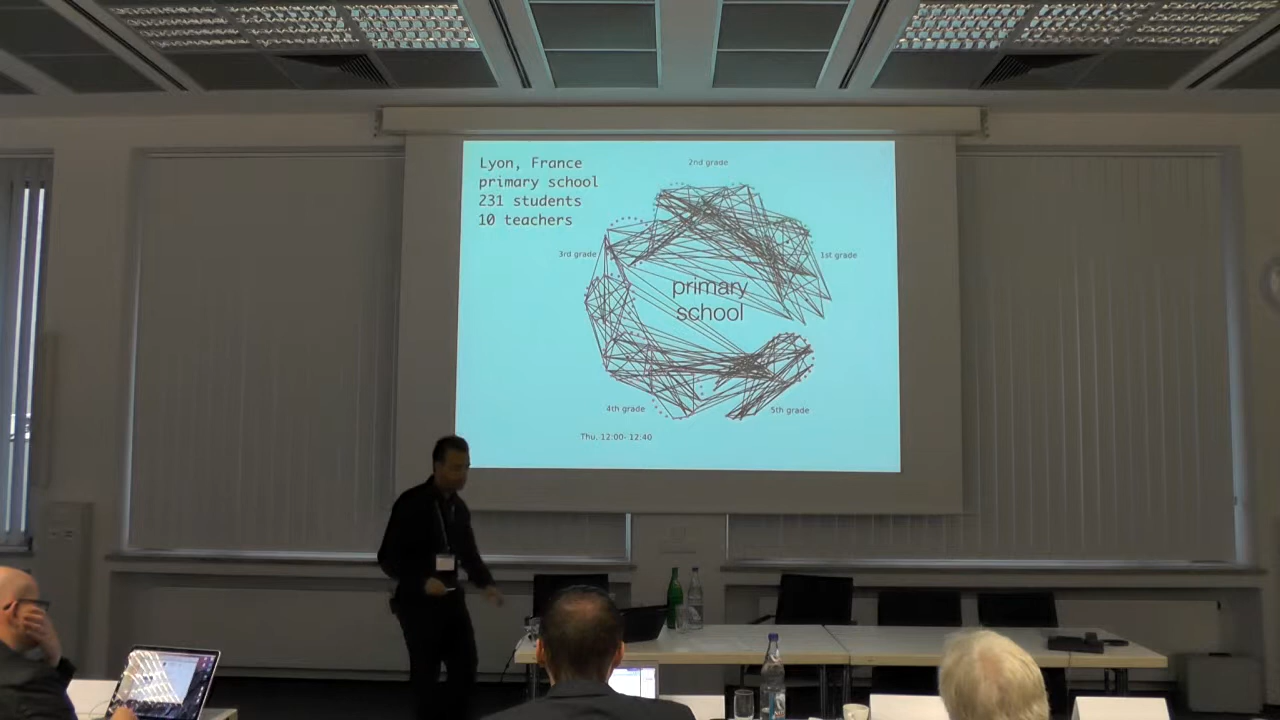 Lyon, France
primary school
231 students
10 teachers
2nd grade
3rd grade
1st grade
primary
school
4th grade
5th grade
Thu, 12:00- 12:40